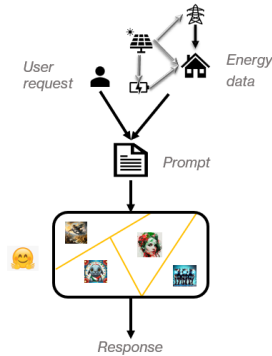 User
request
Energy
data
Prompt
Response